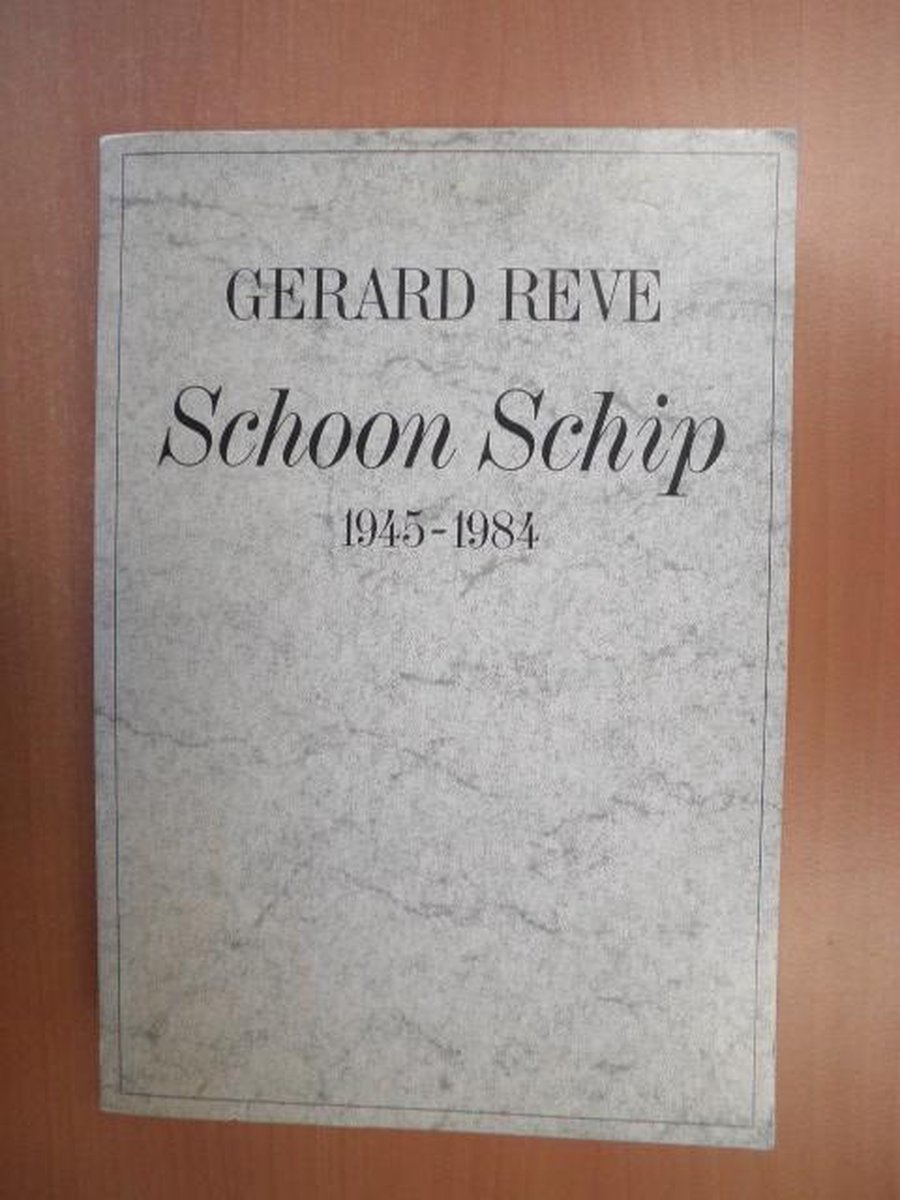 GERARD REVE
Schoon Schip
1945-1984